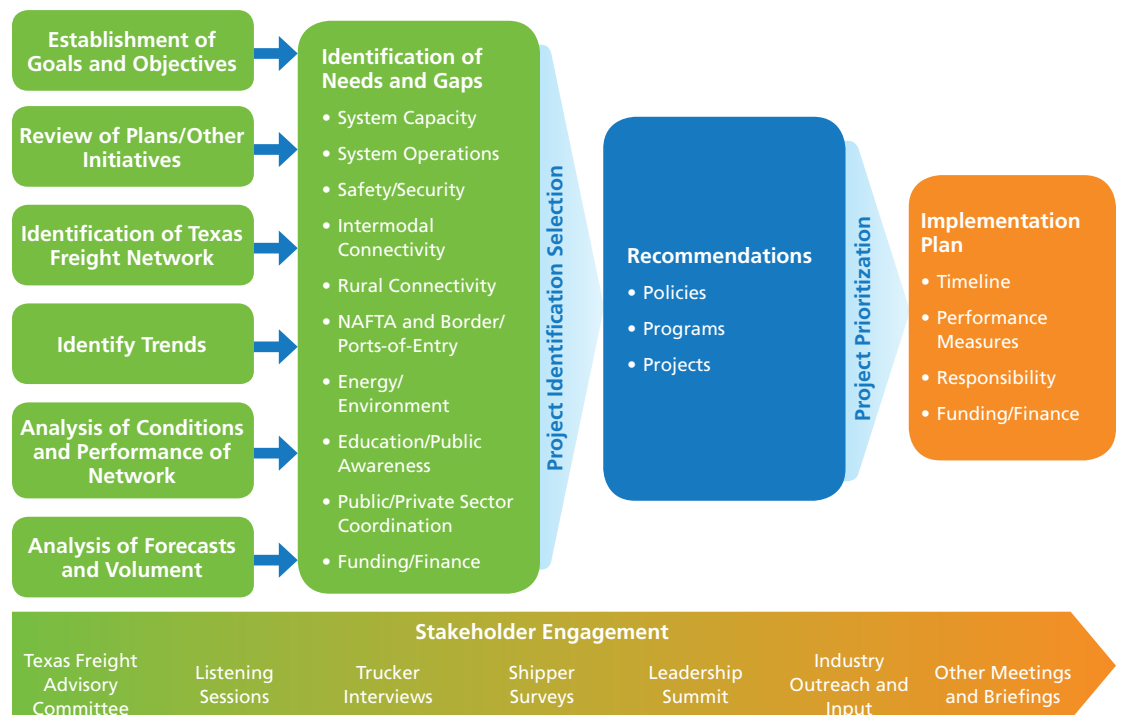 Establishment of
Goals and Objectives
Review of Plans/Other
Initiatives
Identification of Texas
Freight Network
Identify Trends
Analysis of Conditions
and Performance of
Network
Analysis of Forecasts
and Volument
Identification of
Needs and Gaps
• System Capacity
• System Operations
• Safety/Security
• Intermodal
Connectivity
• Rural Connectivity
• NAFTA and Border/
Ports-of-Entry
• Energy/
Environment
• Education/Public
Awareness
• Public/Private Sector
Coordination
• Funding/Finance
Project Identification Selection
Recommendations
• Policies
• Programs
• Projects
Project Prioritization
Implementation
Plan
• Timeline
• Performance
Measures
• Responsibility
• Funding/Finance
Stakeholder Engagement
Texas Freight
Advisory
Committee
Listening
Sessions
Trucker
Interviews
Shipper
Surveys
Leadership
Summit
Industry
Outreach and
Input
Other Meetings
and Briefings